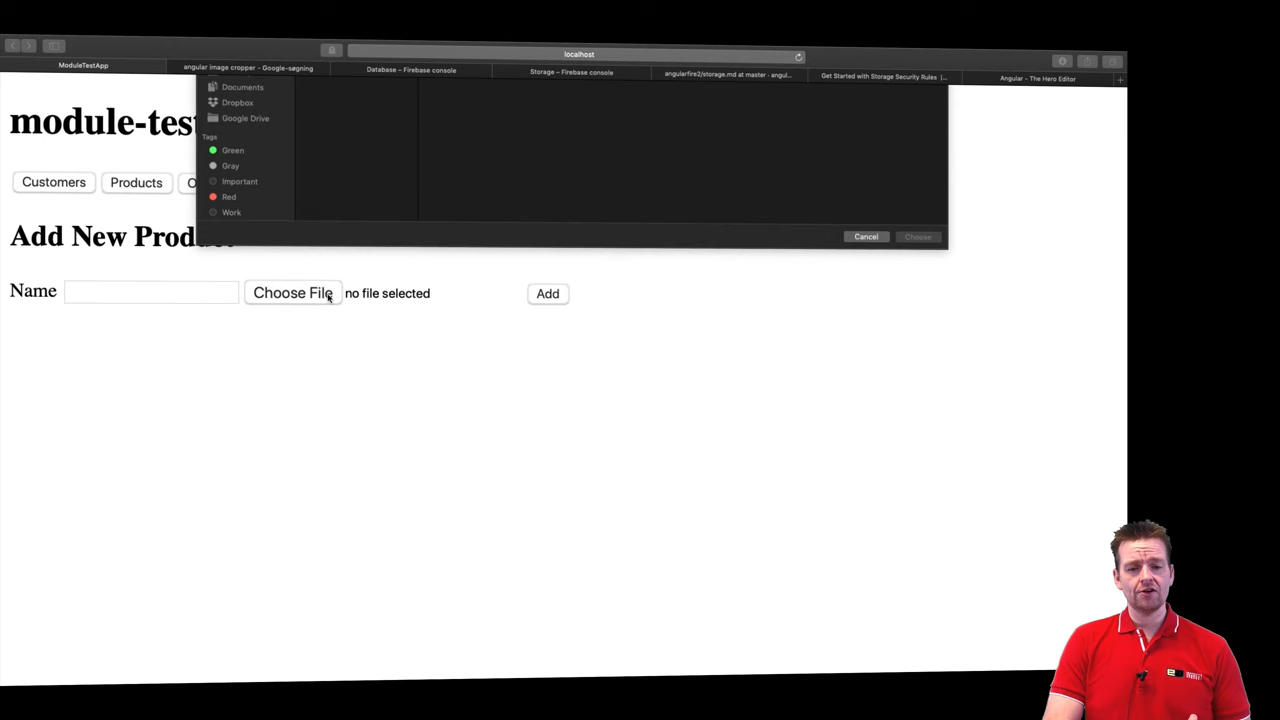 localhost
ModuleTestApp
angular image cropper - Google-søgning
Database – Firebase console
Storage – Firebase console
angularfire2/storage.md at master · angul...
Get Started with Storage Security Rules |...
Angular - The Hero Editor
Documents
Dropbox
Google Drive
Tags
Green
Gray
Important
Red
Work
Cancel
Choose
module-tes
Customers
Products
Add New Product
Name
Choose File
no file selected
Add